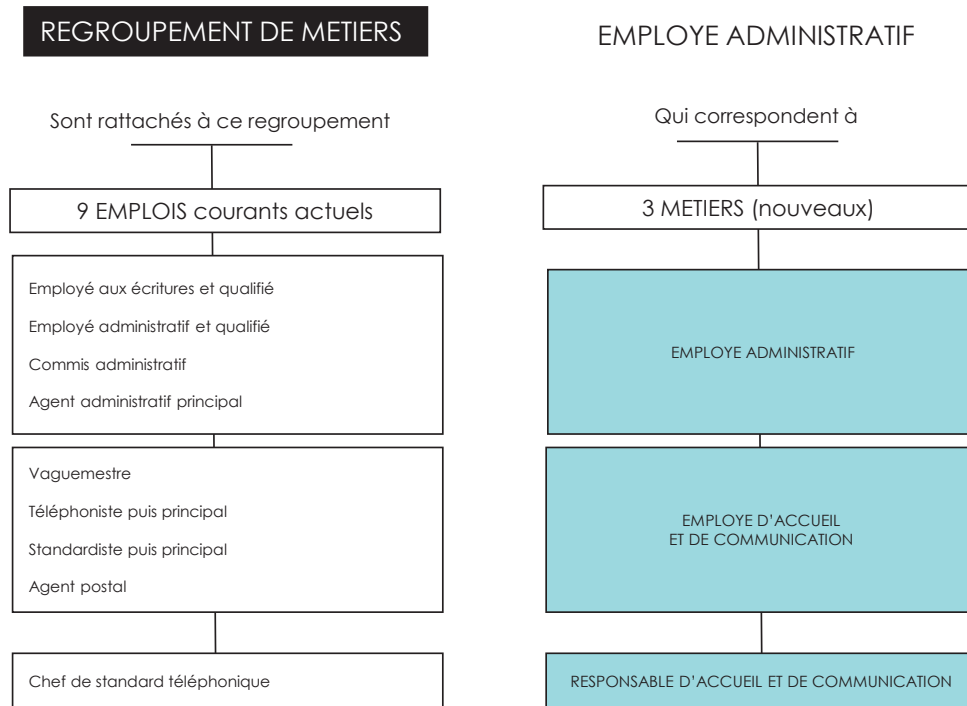 REGROUPEMENT DE METIERS
EMPLOYE ADMINISTRATIF
Sont rattachés à ce regroupement
Qui correspondent à
9 EMPLOIS courants actuels
3 METIERS (nouveaux)
Employé aux écritures et qualifié
Employé administratif et qualifié
Commis administratif
Agent administratif principal
EMPLOYE ADMINISTRATIF
Vaguemestre
Téléphoniste puis principal
Standardiste puis principal
Agent postal
EMPLOYE D'ACCUEIL
ET DE COMMUNICATION
Chef de standard téléphonique
RESPONSABLE D'ACCUEIL ET DE COMMUNICATION